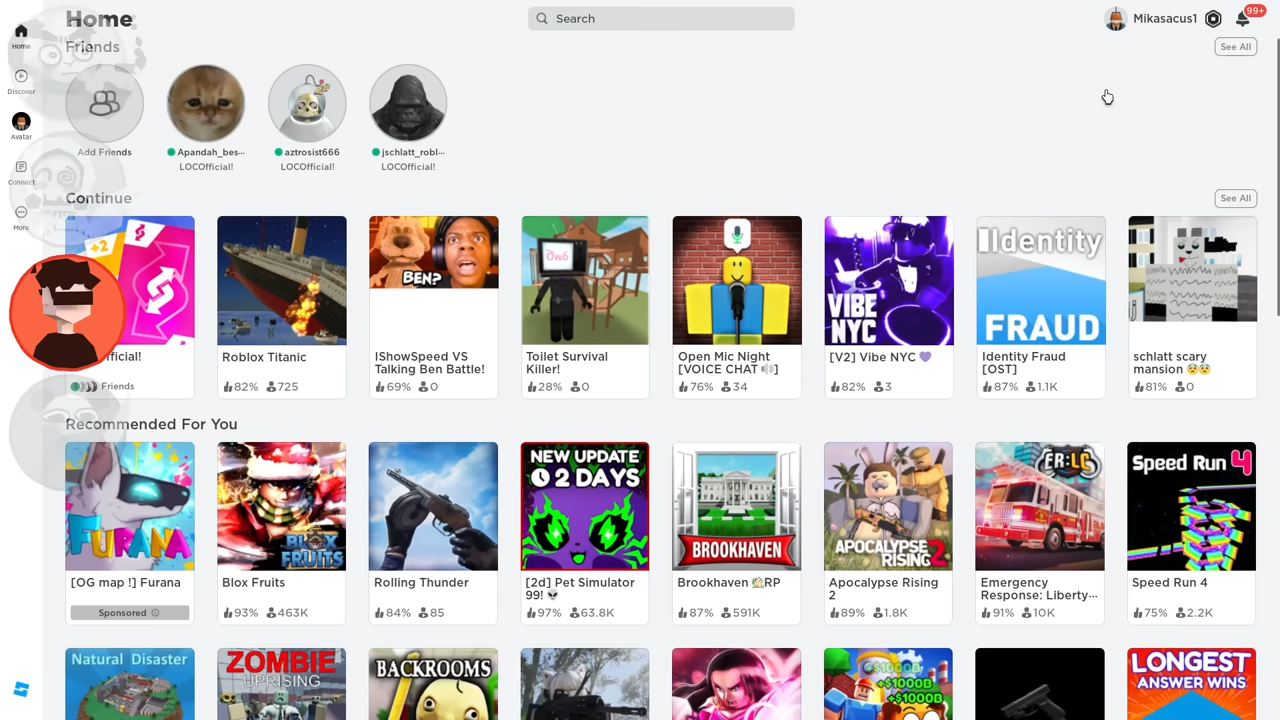 Home
Search
Mikasacus1
99+
Home
Discover
Avatar
Connect
More
Friends
See All
Add Friends
Apandah_bes...
LOCOfficial!
aztrosist666
LOCOfficial!
jschlatt_robl...
LOCOfficial!
Continue
See All
+2
fficial!
Friends
Roblox Titanic
82% 725
BEN?
IShowSpeed VS
Talking Ben Battle!
69% 0
OwO
Toilet Survival
Killer!
28% 0
Open Mic Night
[VOICE CHAT 🔊]
76% 34
VIBE
NYC
[V2] Vibe NYC 💜
82% 3
Identity
FRAUD
Identity Fraud
[OST]
87% 1.1K
schlatt scary
mansion 😨😨
81% 0
Recommended For You
FURANA
[OG map !] Furana
Sponsored
BLOX
FRUITS
Blox Fruits
93% 463K
Rolling Thunder
84% 85
NEW UPDATE
2 DAYS
[2d] Pet Simulator
99! 👽
97% 63.8K
BROOKHAVEN
Brookhaven 🏡RP
87% 591K
APOCALYPSE
RISING 2
Apocalypse Rising
2
89% 1.8K
ER:LC
Emergency
Response: Liberty...
91% 10K
Speed Run 4
Speed Run 4
75% 2.2K
Natural Disaster
ZOMBIE
UPRISING
BACKROOMS
+$1000B
+$1000B
+$1000B
LONGEST
ANSWER WINS